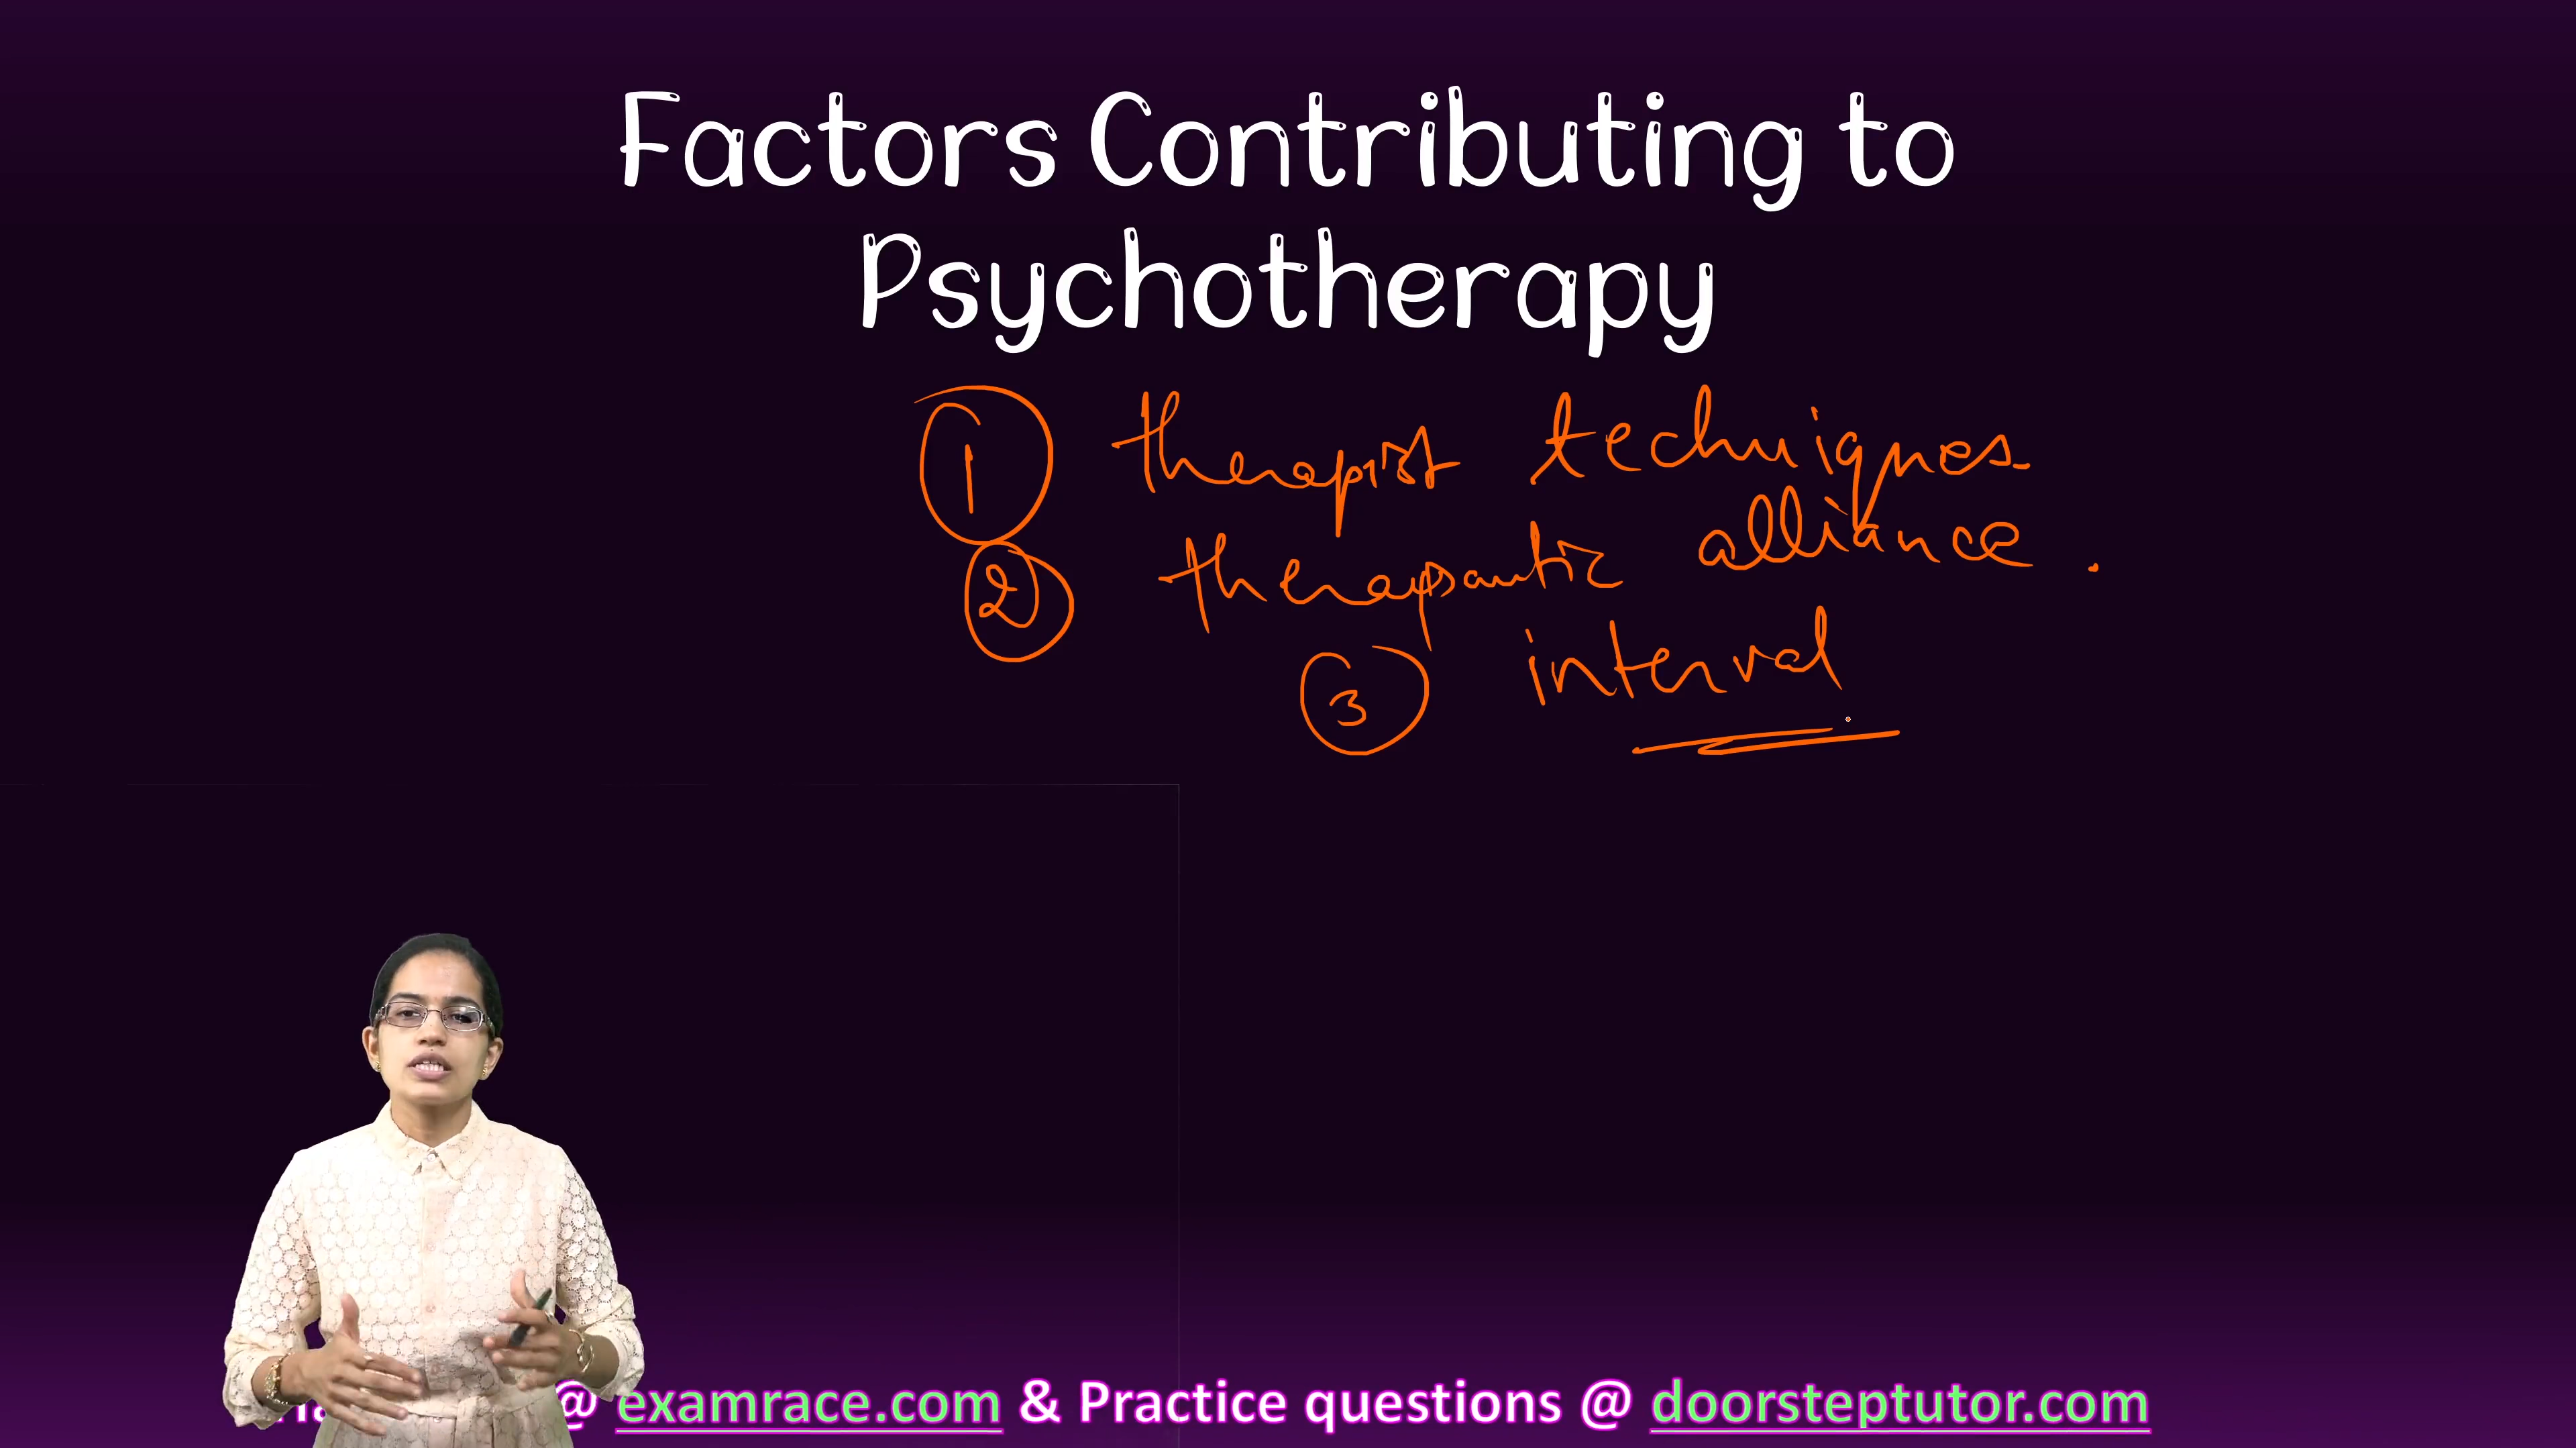 Factors Contributing to
Psychotherapy
1 therapist techniques
2 therapeutic alliance.
3 interval
@ examrace.com & Practice questions @ doorsteptutor.com